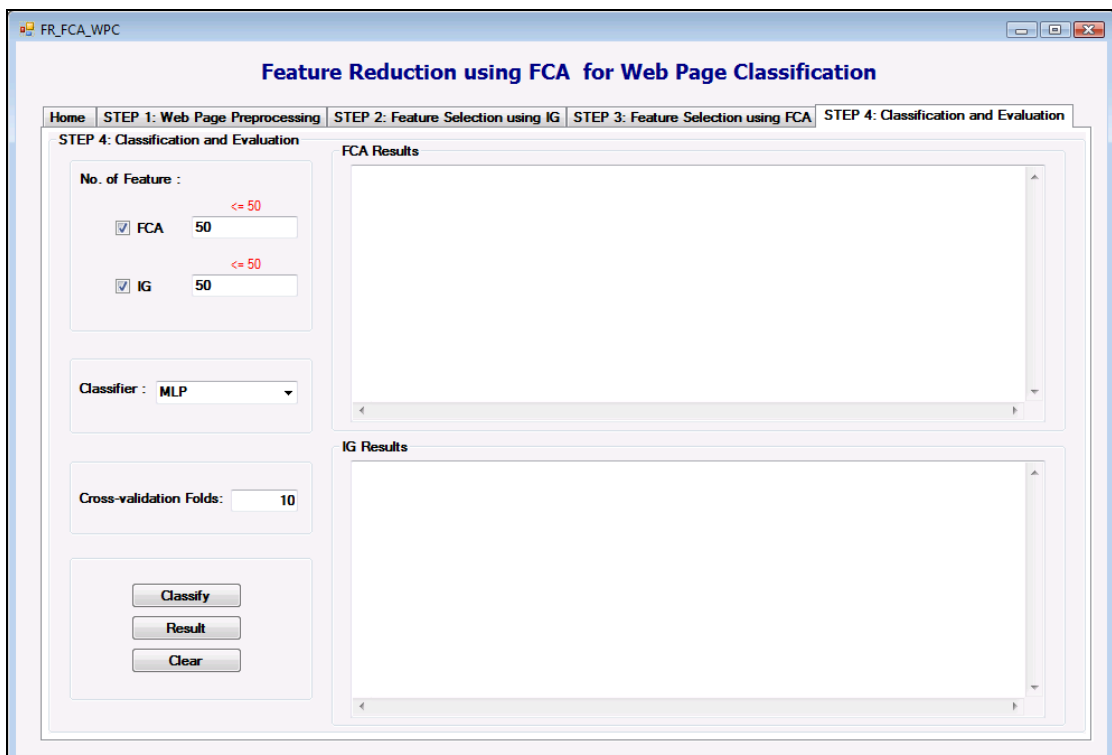 FR_FCA_WPC
Feature Reduction using FCA for Web Page Classification
Home STEP 1: Web Page Preprocessing STEP 2: Feature Selection using IG STEP 3: Feature Selection using FCA STEP 4: Classification and Evaluation
STEP 4: Classification and Evaluation
No. of Feature :
<= 50
FCA 50
<= 50
IG 50
Classifier : MLP
Cross-validation Folds: 10
Classify
Result
Clear
FCA Results
IG Results